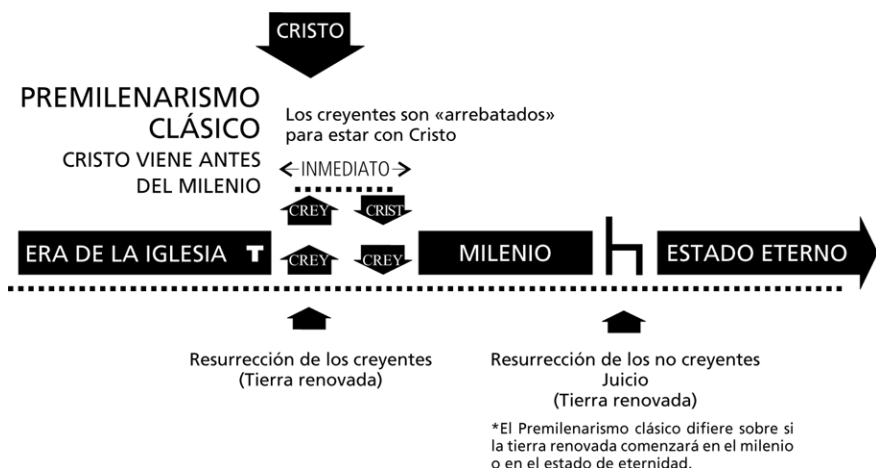 CRISTO
PREMILENARISMO
CLÁSICO
CRISTO VIENE ANTES
DEL MILENIO
Los creyentes son «arrebatados»
para estar con Cristo
INMEDIATO
CREY CRIST
ERA DE LA IGLESIA T CREY CREY MILENIO ESTADO ETERNO
Resurrección de los creyentes
(Tierra renovada)
Resurrección de los no creyentes
Juicio
(Tierra renovada)
*El Premilenarismo clásico difiere sobre si
la tierra renovada comenzará en el milenio
o en el estado de eternidad.